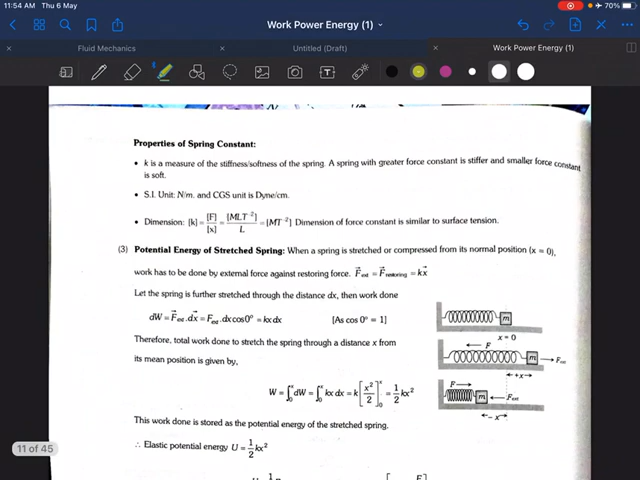 11:54 AM Thu 6 May
70%
Work Power Energy (1)
Fluid Mechanics
Untitled (Draft)
Work Power Energy (1)
Properties of Spring Constant:
• k is a measure of the stiffness/softness of the spring. A spring with greater force constant is stiffer and smaller force constant
is soft.
• S.I. Unit: N/m. and CGS unit is Dyne/cm.
• Dimension: [k] = [F]/[x] = [MLT⁻²]/L = [MT⁻²] Dimension of force constant is similar to surface tension.
(3) Potential Energy of Stretched Spring: When a spring is stretched or compressed from its normal position (x = 0),
work has to be done by external force against restoring force. F⃗ext = F⃗restoring = kx⃗
Let the spring is further stretched through the distance dx, then work done
dW = F⃗ext.dx⃗ = Fext.dx cos0° = kx dx [As cos 0° = 1]
m
x = 0
Therefore, total work done to stretch the spring through a distance x from
F
m
Fext
its mean position is given by,
+x
F
W = ∫₀ˣ dW = ∫₀ˣ kx dx = k[x²/2]₀ˣ = 1/2 kx²
m
Fext
−x
This work done is stored as the potential energy of the stretched spring.
∴ Elastic potential energy U = 1/2 kx²
11 of 45